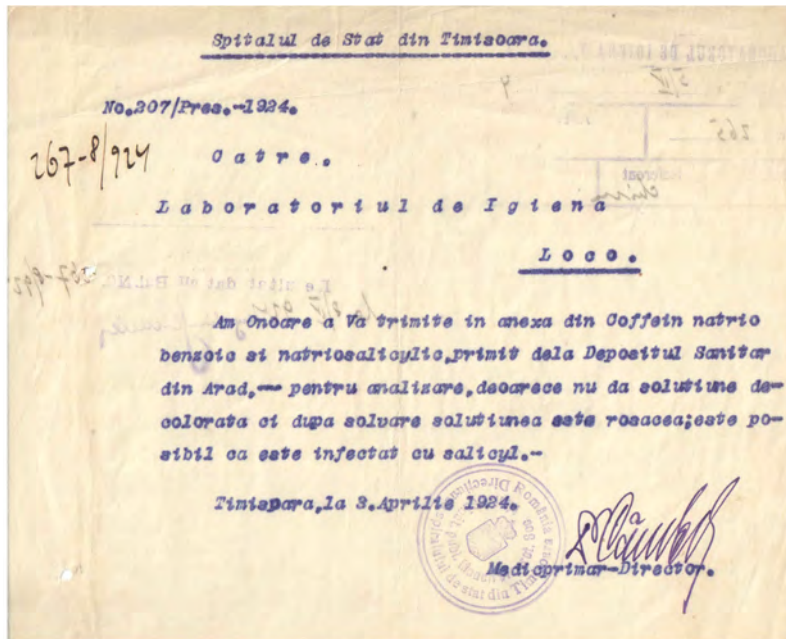 Spitalul de Stat din Timisoara.
No.207/Pres.-1924.
267-8/924
Catre.
Laboratoriul de Igiena
Loco.
Am Onoare a Va trimite in anexa din Coffein natrio
benzoic si natriosalicylic,primit dela Depositul Sanitar
din Arad,-- pentru analizare,deoarece nu da solutiune de-
colorata ci dupa solvare solutiunea este rosacea;este po-
sibil ca este infectat cu salicyl.-
Timisoara,la 3.Aprilie 1924.
România
Medicprimar-Director.